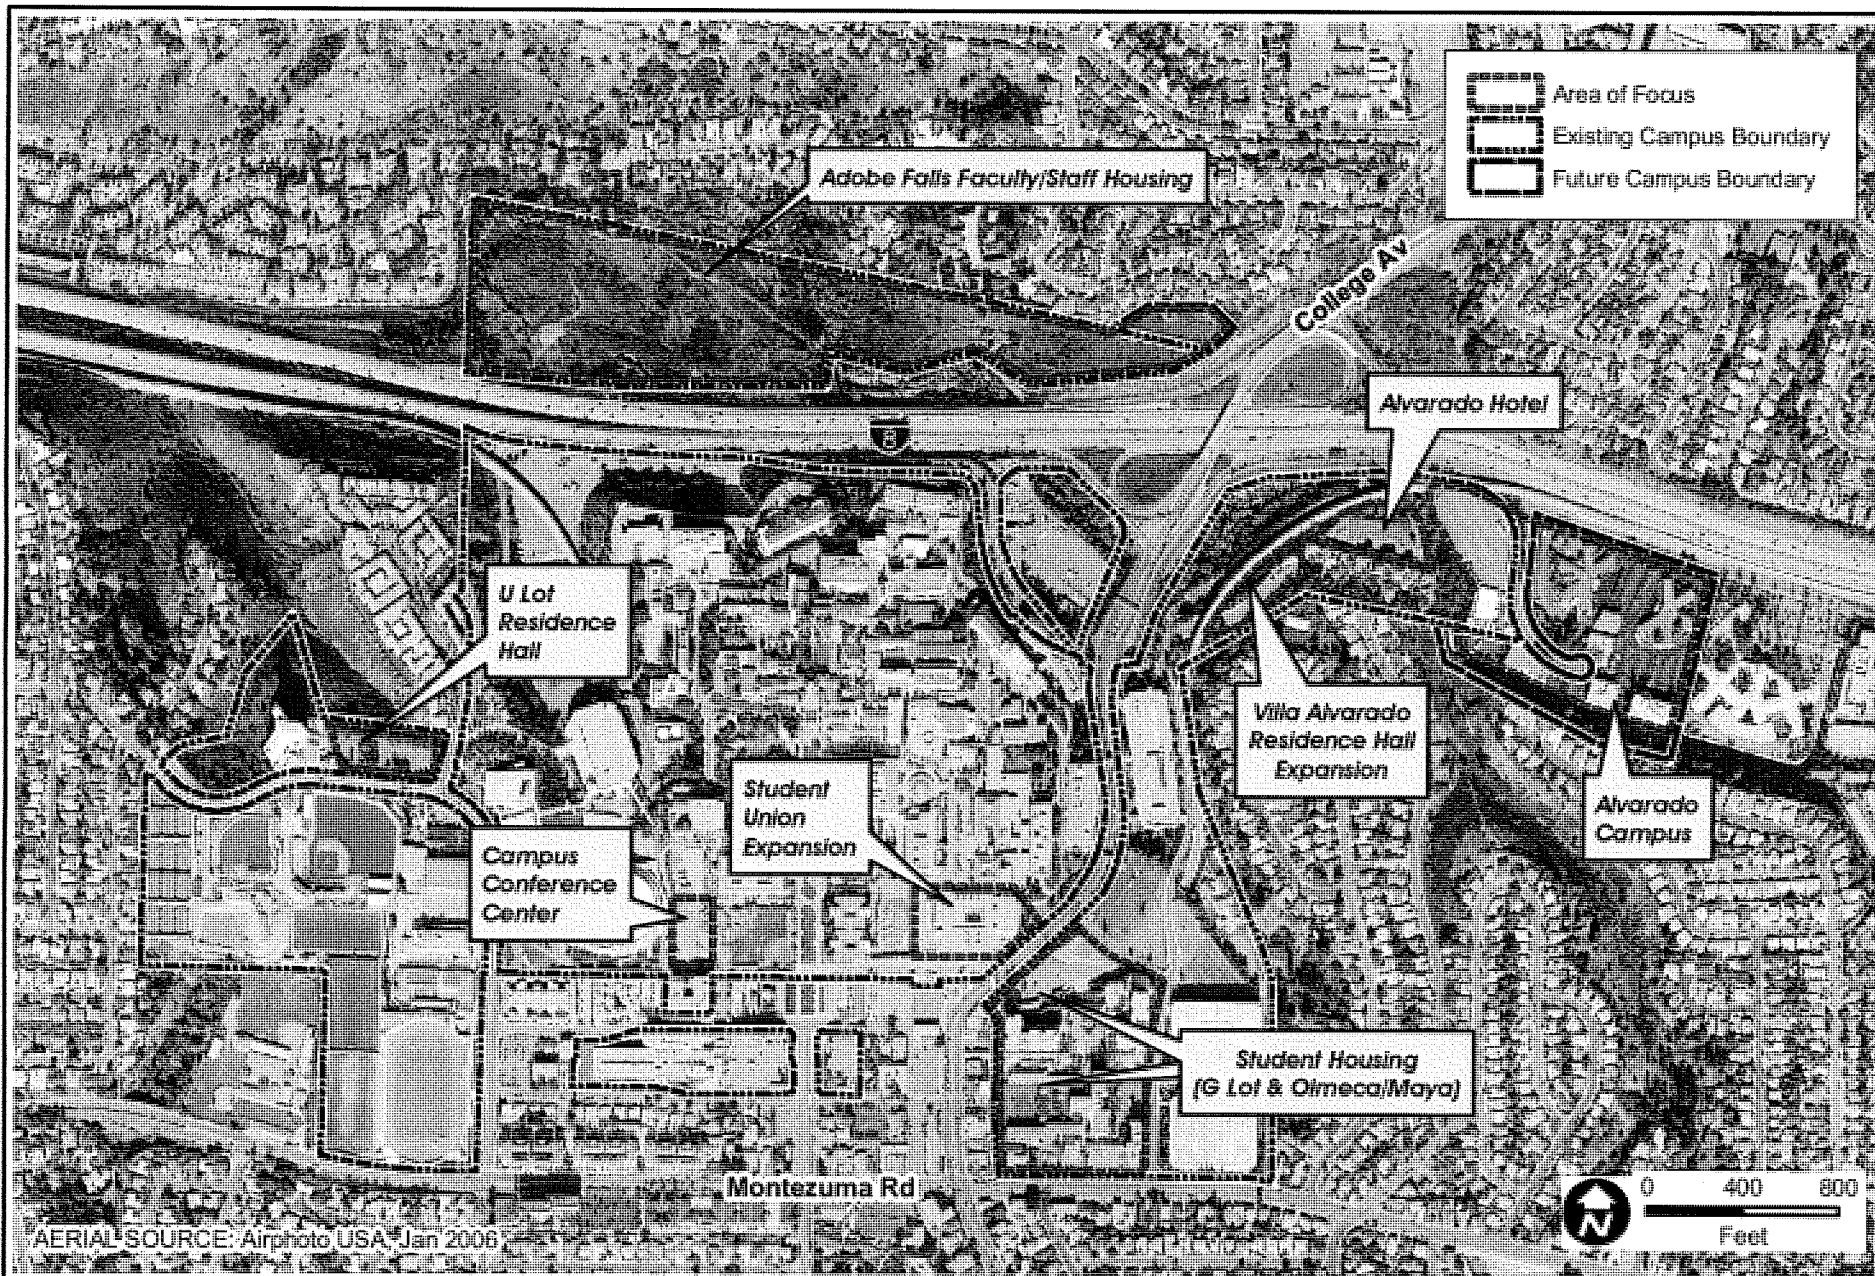 Area of Focus
Existing Campus Boundary
Future Campus Boundary
Adobe Falls Faculty/Staff Housing
College Av
Alvarado Hotel
8
U Lot
Residence
Hall
Villa Alvarado
Residence Hall
Expansion
Student
Union
Expansion
Alvarado
Campus
Campus
Conference
Center
Student Housing
(G Lot & Olmeca/Maya)
Montezuma Rd
0 400 800
Feet
N
AERIAL SOURCE: Airphoto USA, Jan 2006